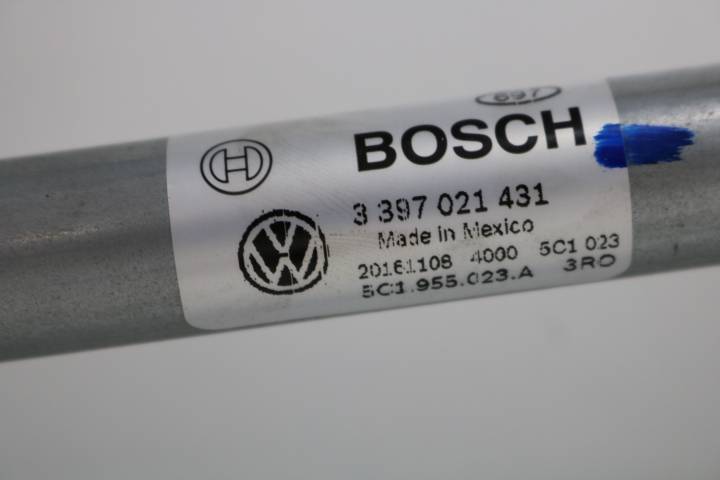 697
BOSCH
3 397 021 431
Made in Mexico
20161108 4000 5C1 023
5C1.955.023.A 3RO